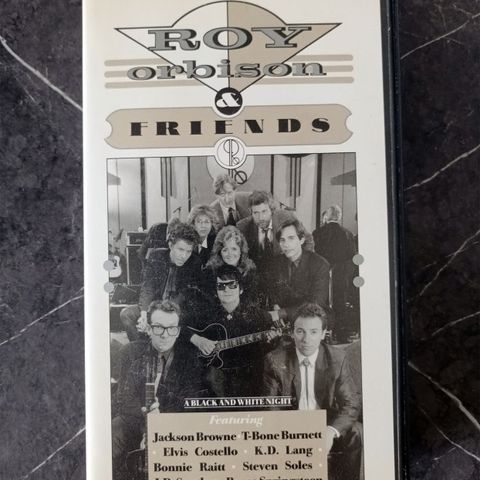 ROY
orbison
&
FRIENDS
A BLACK AND WHITE NIGHT
Featuring
Jackson Browne · T-Bone Burnett
· Elvis Costello · K.D. Lang ·
Bonnie Raitt · Steven Soles ·